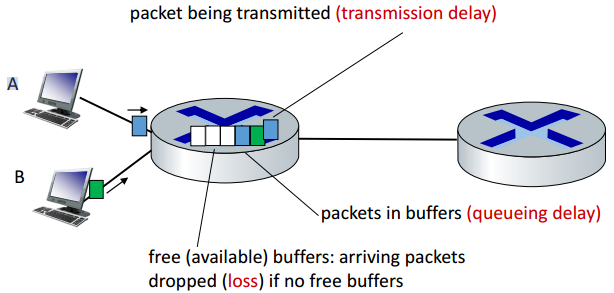 packet being transmitted (transmission delay)
A
B
packets in buffers (queueing delay)
free (available) buffers: arriving packets
dropped (loss) if no free buffers